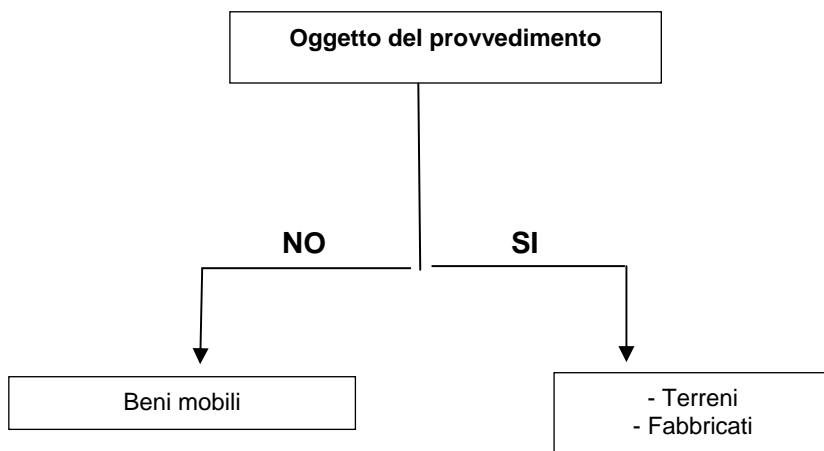 Oggetto del provvedimento
NO
SI
Beni mobili
- Terreni
- Fabbricati